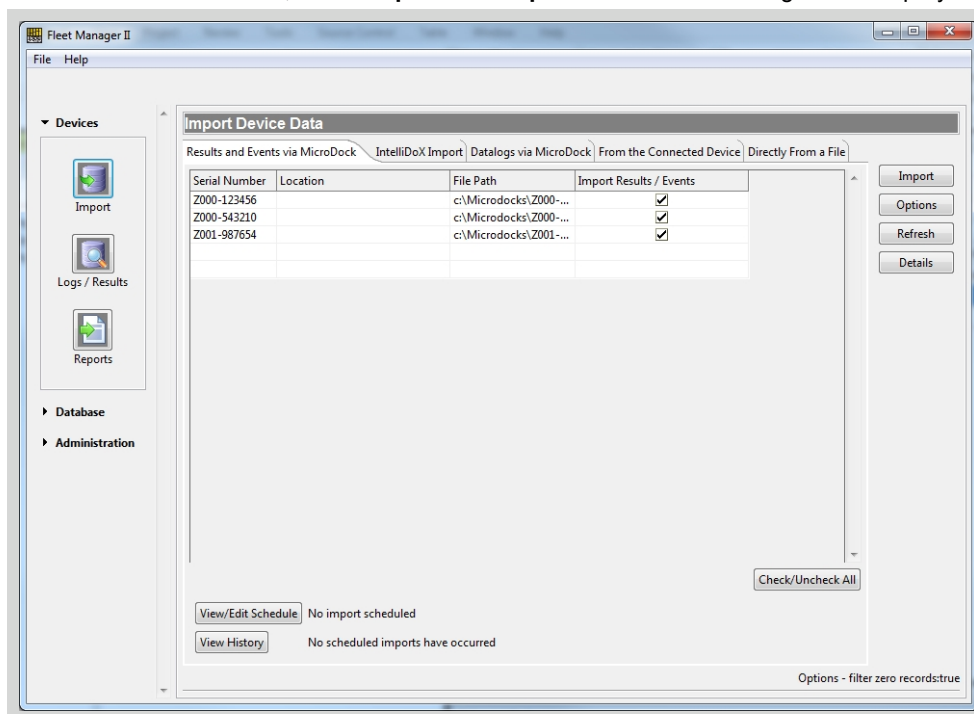 Fleet Manager II
File Help
Devices
Import
Logs / Results
Reports
Database
Administration
Import Device Data
Results and Events via MicroDock IntelliDoX Import Datalogs via MicroDock From the Connected Device Directly From a File
Serial Number Location File Path Import Results / Events
Z000-123456 c:\Microdocks\Z000-...
Z000-543210 c:\Microdocks\Z000-...
Z001-987654 c:\Microdocks\Z001-...
Import
Options
Refresh
Details
Check/Uncheck All
View/Edit Schedule No import scheduled
View History No scheduled imports have occurred
Options - filter zero records:true